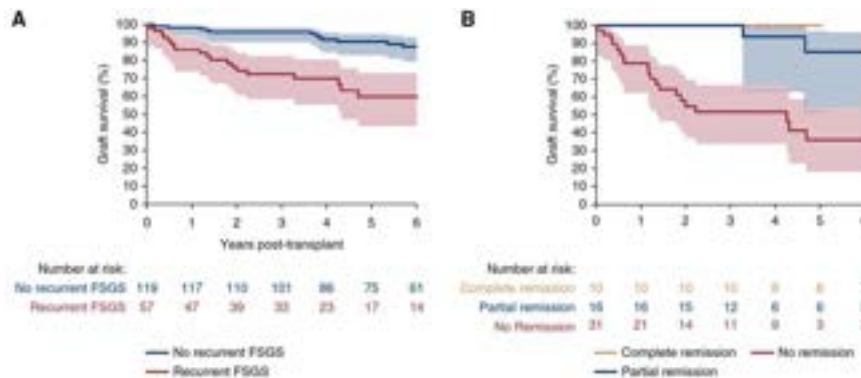 A
Graft survival (%)
100
90
80
70
60
50
40
30
20
10
0
0 1 2 3 4 5 6
Years post-transplant
Number at risk:
No recurrent FSGS 119 117 110 101 86 75 61
Recurrent FSGS 57 47 39 33 23 17 14
No recurrent FSGS
Recurrent FSGS
B
Graft survival (%)
100
90
80
70
60
50
40
30
20
10
0
0 1 2 3 4 5 6
Number at risk:
Complete remission 10 10 10 10
Partial remission 16 16 15 12 6 6
No Remission 31 21 14 11 9 3
Complete remission
No remission
Partial remission